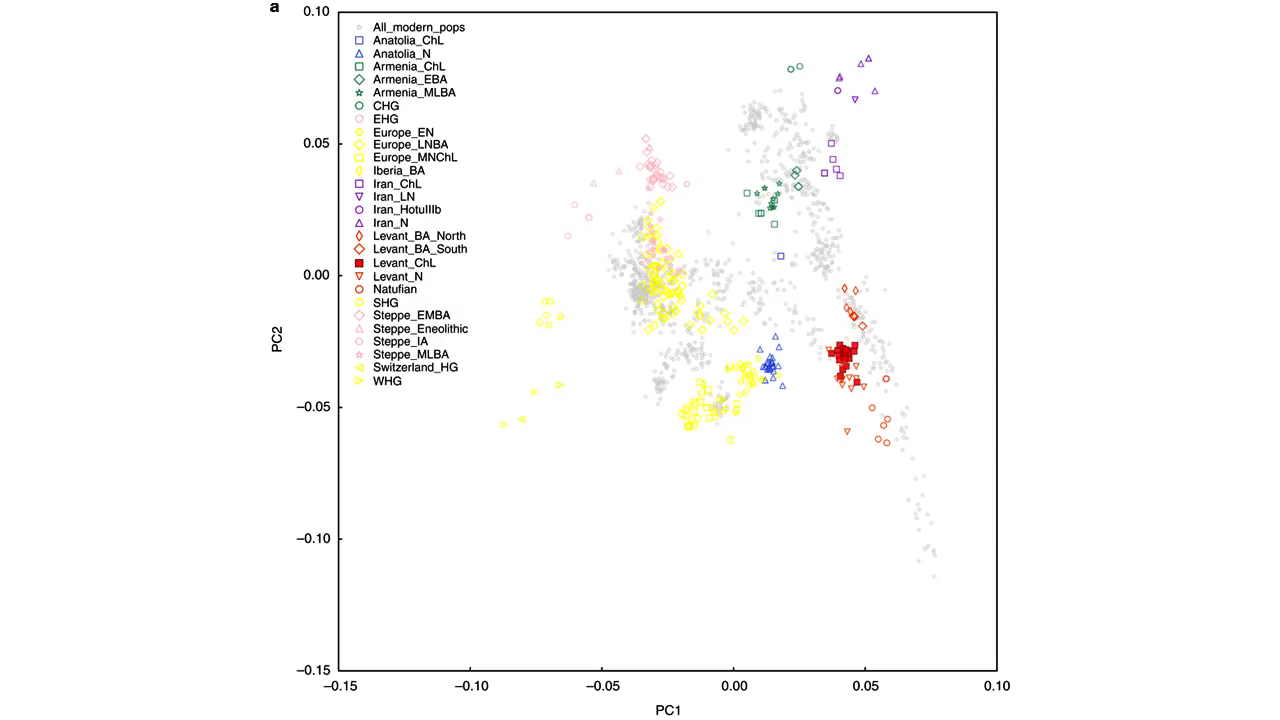 a
0.10
0.05
0.00
−0.05
−0.10
−0.15
PC2
All_modern_pops
Anatolia_ChL
Anatolia_N
Armenia_ChL
Armenia_EBA
Armenia_MLBA
CHG
EHG
Europe_EN
Europe_LNBA
Europe_MNChL
Iberia_BA
Iran_ChL
Iran_LN
Iran_HotuIIIb
Iran_N
Levant_BA_North
Levant_BA_South
Levant_ChL
Levant_N
Natufian
SHG
Steppe_EMBA
Steppe_Eneolithic
Steppe_IA
Steppe_MLBA
Switzerland_HG
WHG
−0.15
−0.10
−0.05
0.00
0.05
0.10
PC1